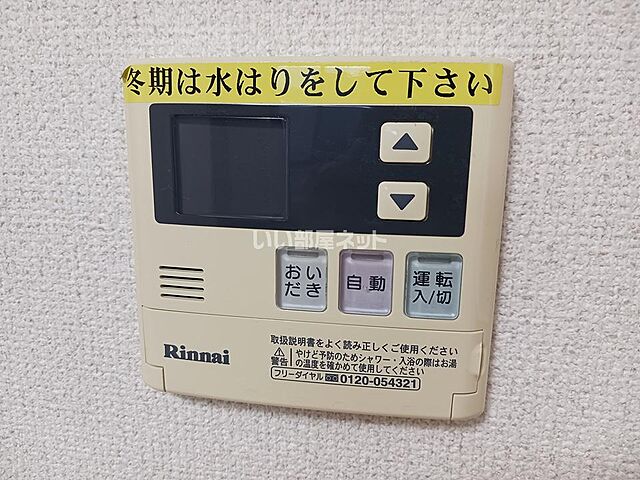 冬期は水はりをして下さい
いい部屋ネット
おいだき
自動
運転
入/切
取扱説明書をよく読み正しくご使用ください
警告
やけど予防のためシャワー・入浴の際はお湯
の温度を確かめて使用してください
Rinnai
フリーダイヤル 0120-054321